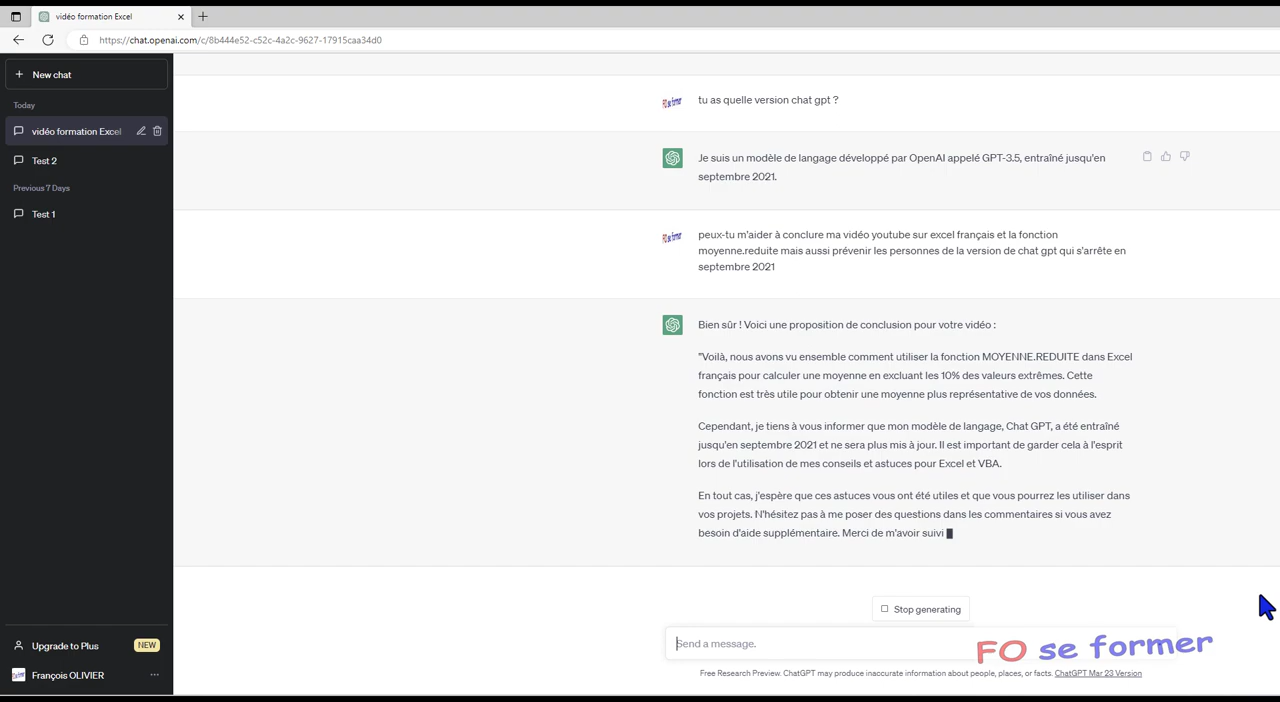 vidéo formation Excel
https://chat.openai.com/c/8b444e52-c52c-4a2c-9627-17915caa34d0
New chat
Today
vidéo formation Excel
Test 2
Previous 7 Days
Test 1
Upgrade to Plus
NEW
François OLIVIER
FO se former
tu as quelle version chat gpt ?
Je suis un modèle de langage développé par OpenAI appelé GPT-3.5, entraîné jusqu'en
septembre 2021.
FO se former
peux-tu m'aider à conclure ma vidéo youtube sur excel français et la fonction
moyenne.reduite mais aussi prévenir les personnes de la version de chat gpt qui s'arrête en
septembre 2021
Bien sûr ! Voici une proposition de conclusion pour votre vidéo :
"Voilà, nous avons vu ensemble comment utiliser la fonction MOYENNE.REDUITE dans Excel
français pour calculer une moyenne en excluant les 10% des valeurs extrêmes. Cette
fonction est très utile pour obtenir une moyenne plus représentative de vos données.
Cependant, je tiens à vous informer que mon modèle de langage, Chat GPT, a été entraîné
jusqu'en septembre 2021 et ne sera plus mis à jour. Il est important de garder cela à l'esprit
lors de l'utilisation de mes conseils et astuces pour Excel et VBA.
En tout cas, j'espère que ces astuces vous ont été utiles et que vous pourrez les utiliser dans
vos projets. N'hésitez pas à me poser des questions dans les commentaires si vous avez
besoin d'aide supplémentaire. Merci de m'avoir suivi
Stop generating
Send a message.
FO se former
Free Research Preview. ChatGPT may produce inaccurate information about people, places, or facts. ChatGPT Mar 23 Version